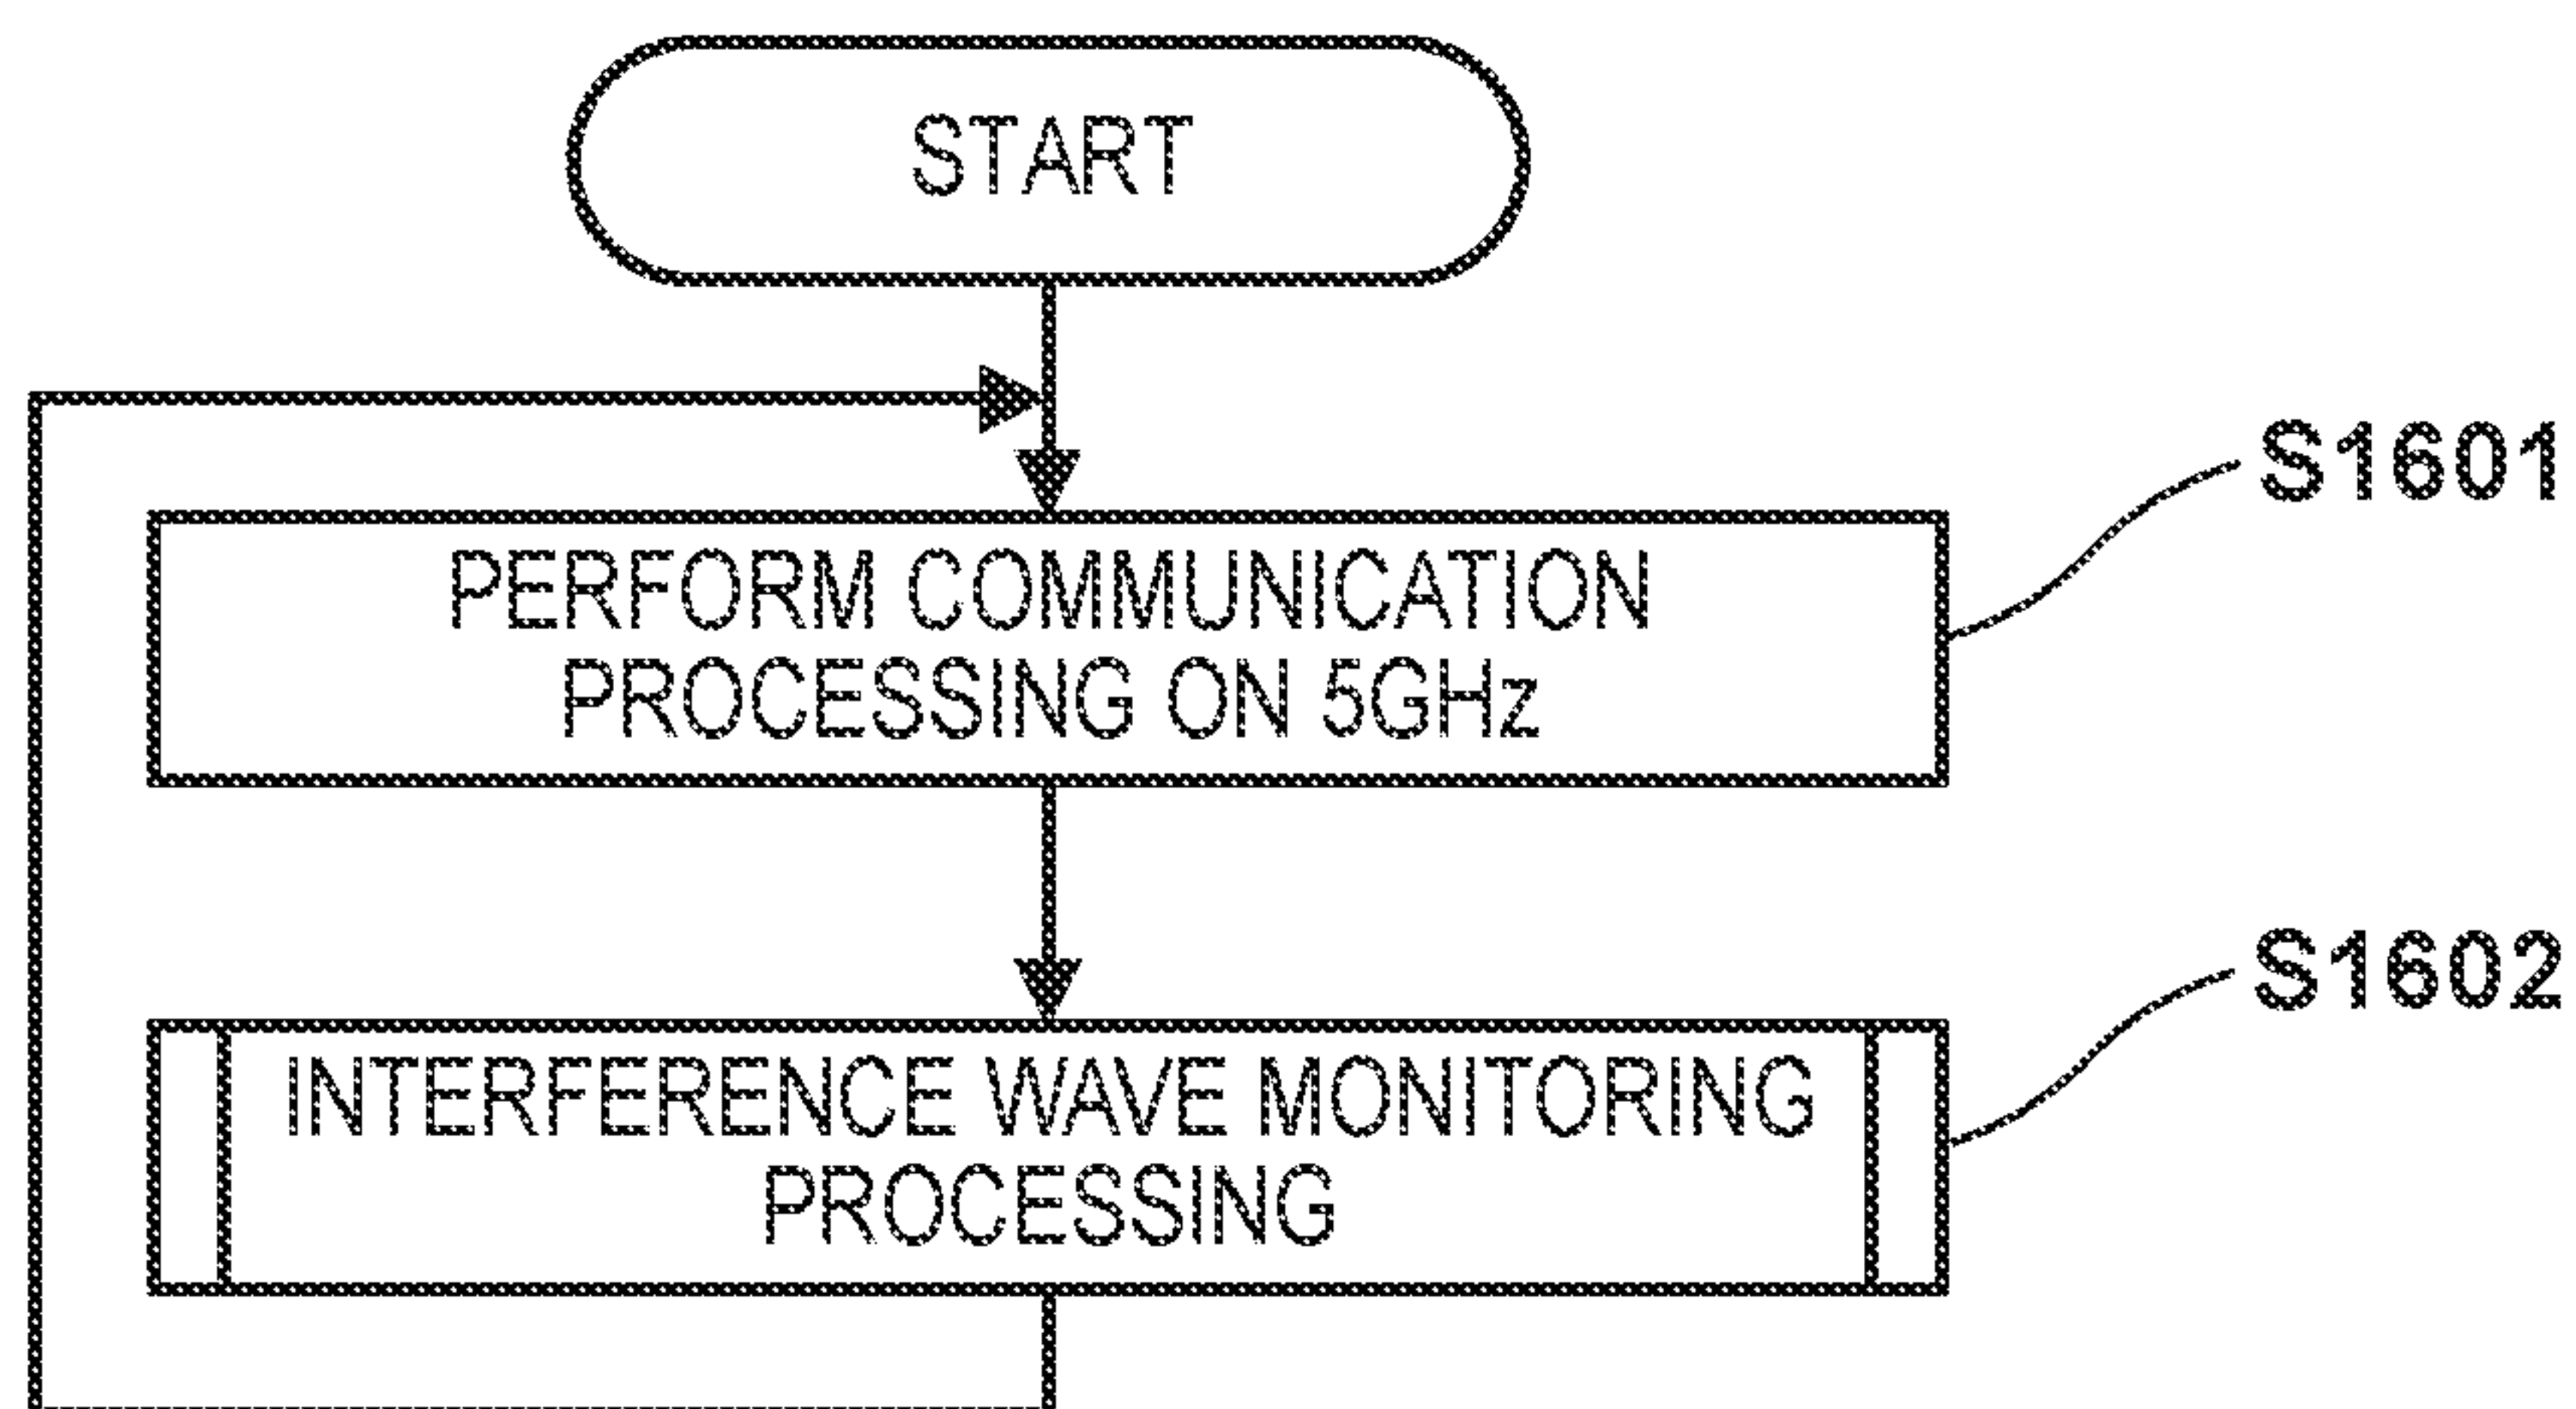 START
S1601
PERFORM COMMUNICATION
PROCESSING ON 5GHz
S1602
INTERFERENCE WAVE MONITORING
PROCESSING